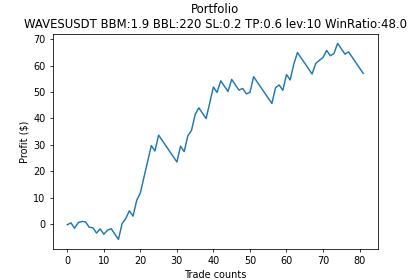 Portfolio
WAVESUSDT BBM:1.9 BBL:220 SL:0.2 TP:0.6 lev:10 WinRatio:48.0
70
60
50
40
30
20
10
0
Profit ($)
0 10 20 30 40 50 60 70 80
Trade counts